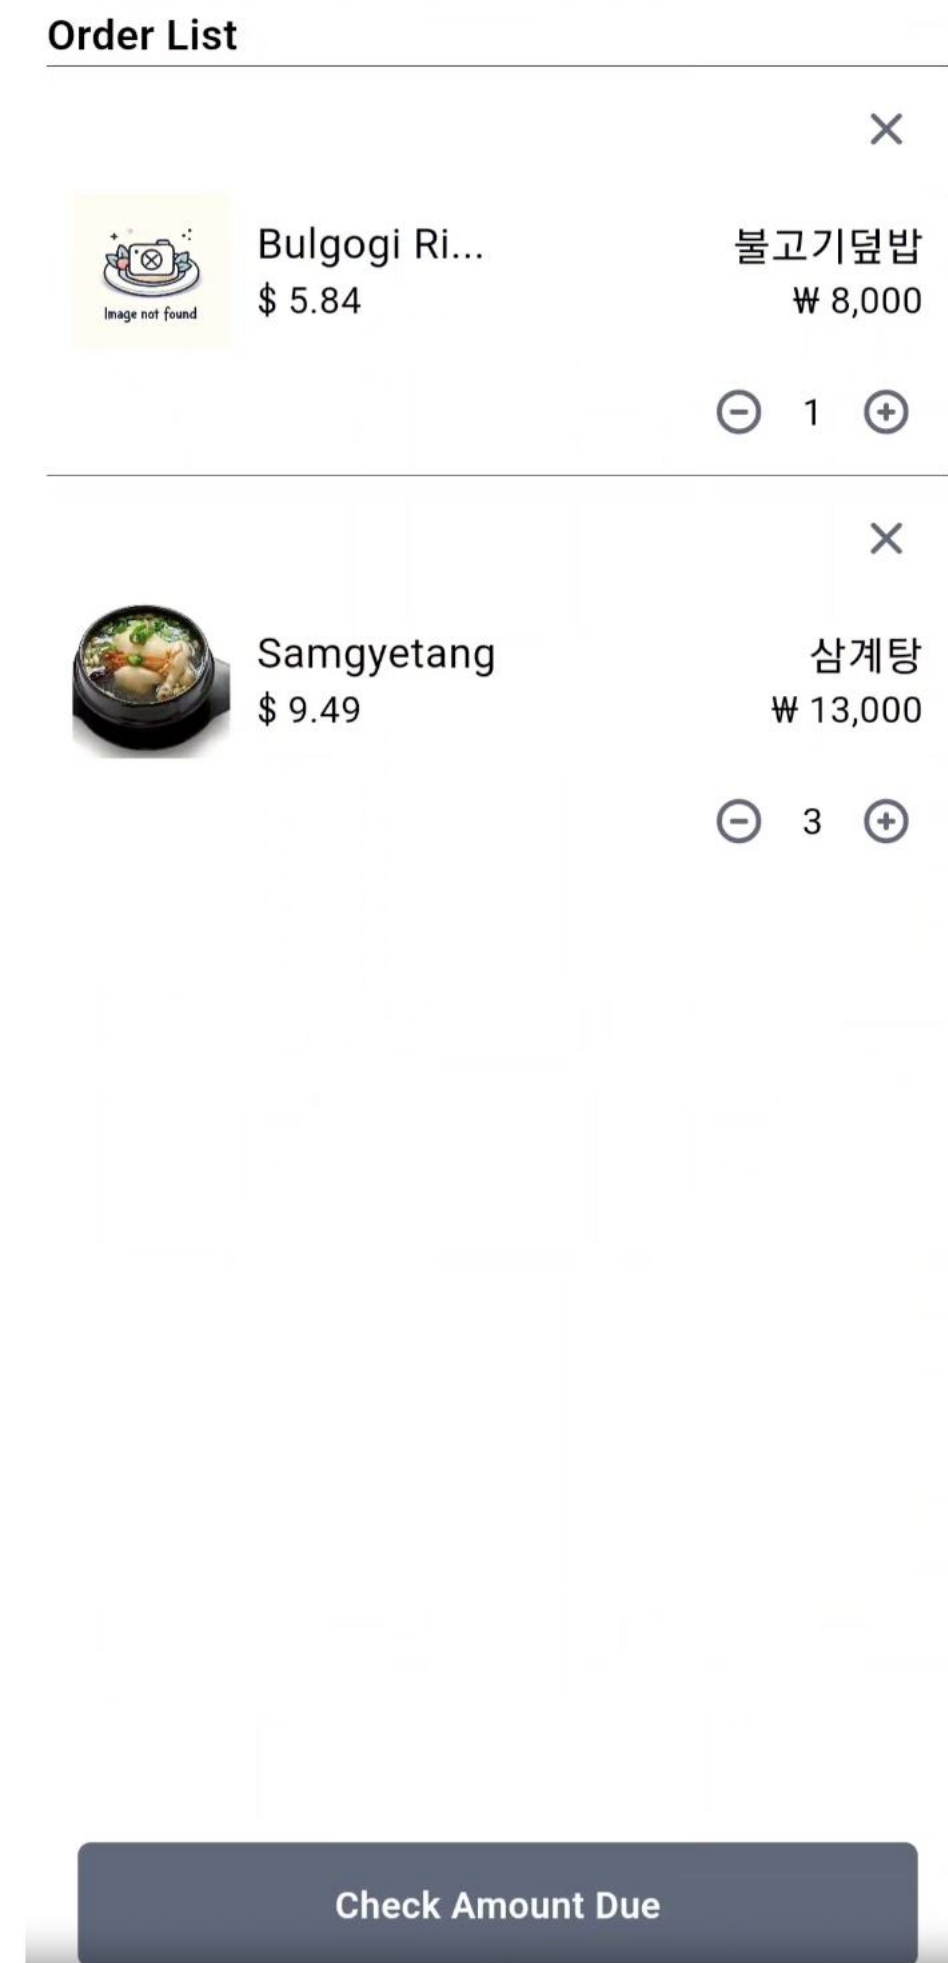 Order List
Image not found
Bulgogi Ri...
불고기덮밥
$ 5.84
₩ 8,000
1
Samgyetang
삼계탕
$ 9.49
₩ 13,000
3
Check Amount Due